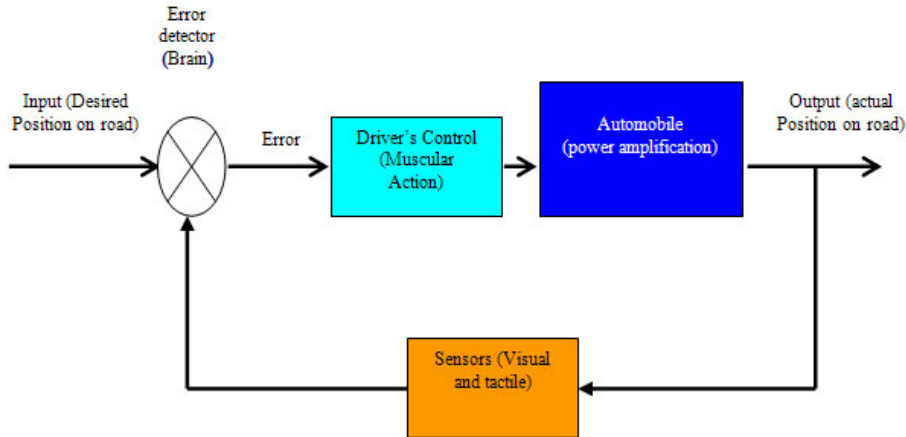 Error
detector
(Brain)
Input (Desired
Position on road)
Error
Driver's Control
(Muscular
Action)
Automobile
(power amplification)
Output (actual
Position on road)
Sensors (Visual
and tactile)